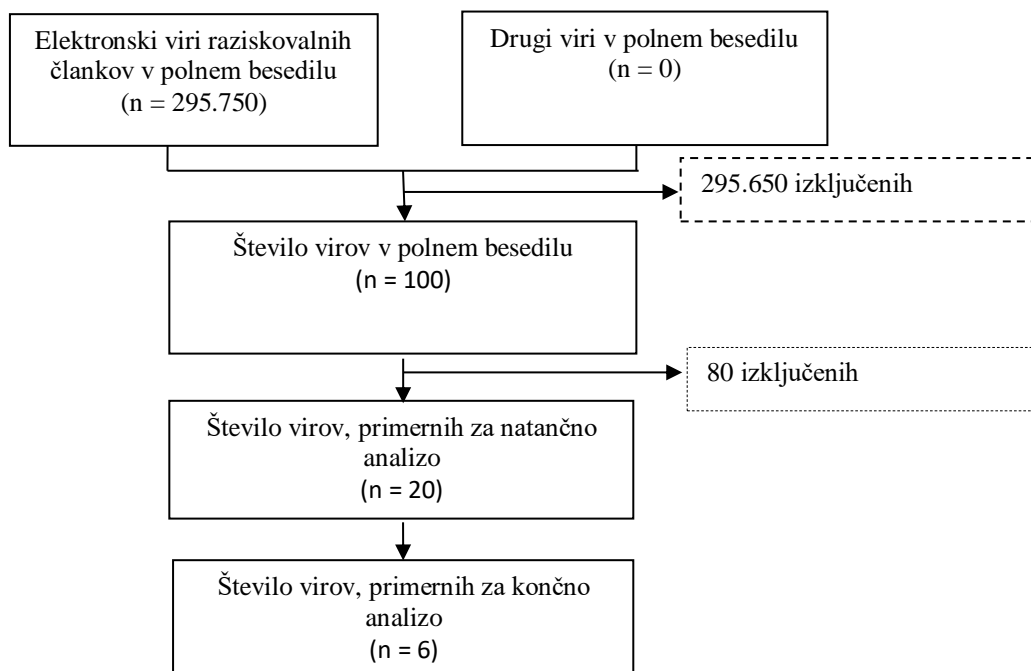 Elektronski viri raziskovalnih
člankov v polnem besedilu
(n = 295.750)
Drugi viri v polnem besedilu
(n = 0)
295.650 izključenih
Število virov v polnem besedilu
(n = 100)
80 izključenih
Število virov, primernih za natančno
analizo
(n = 20)
Število virov, primernih za končno
analizo
(n = 6)